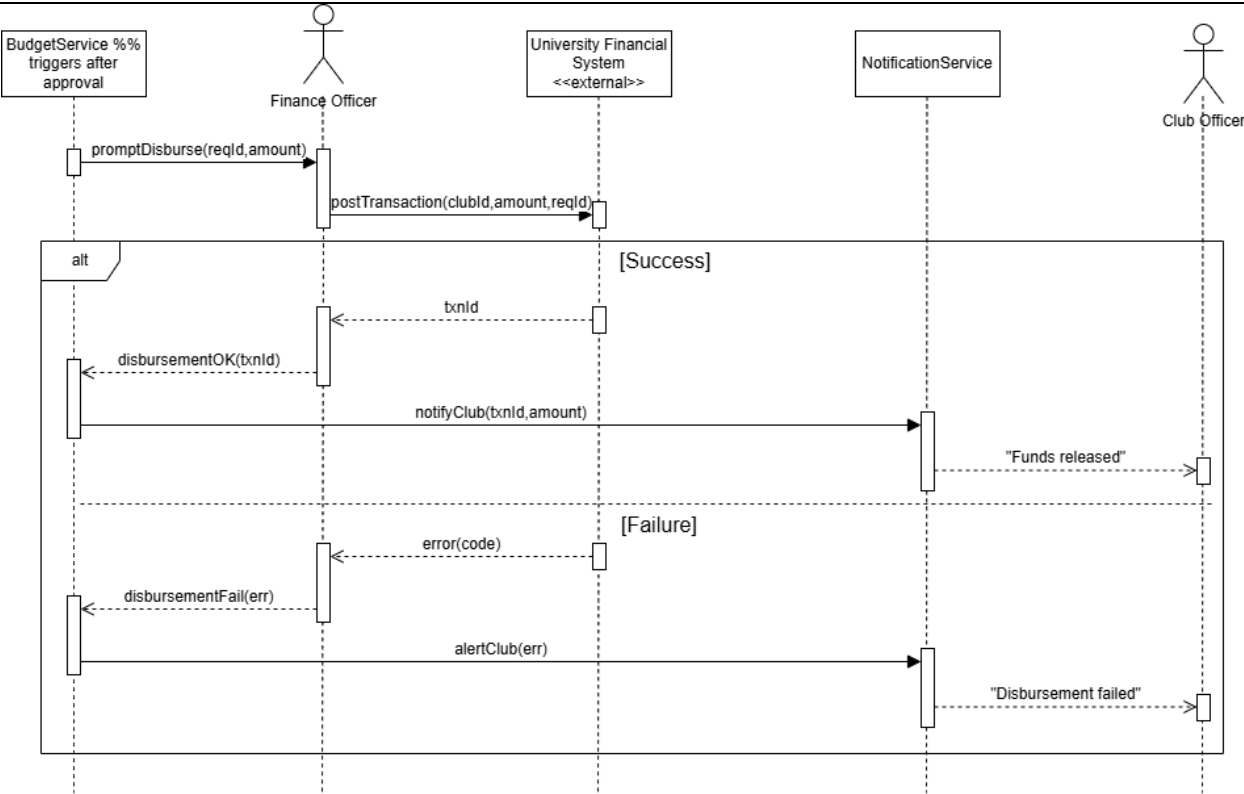 BudgetService %%
triggers after
approval
Finance Officer
University Financial
System
<<external>>
NotificationService
Club Officer
promptDisburse(reqId,amount)
postTransaction(clubId,amount,reqId)
alt
[Success]
txnId
disbursementOK(txnId)
notifyClub(txnId,amount)
"Funds released"
[Failure]
error(code)
disbursementFail(err)
alertClub(err)
"Disbursement failed"